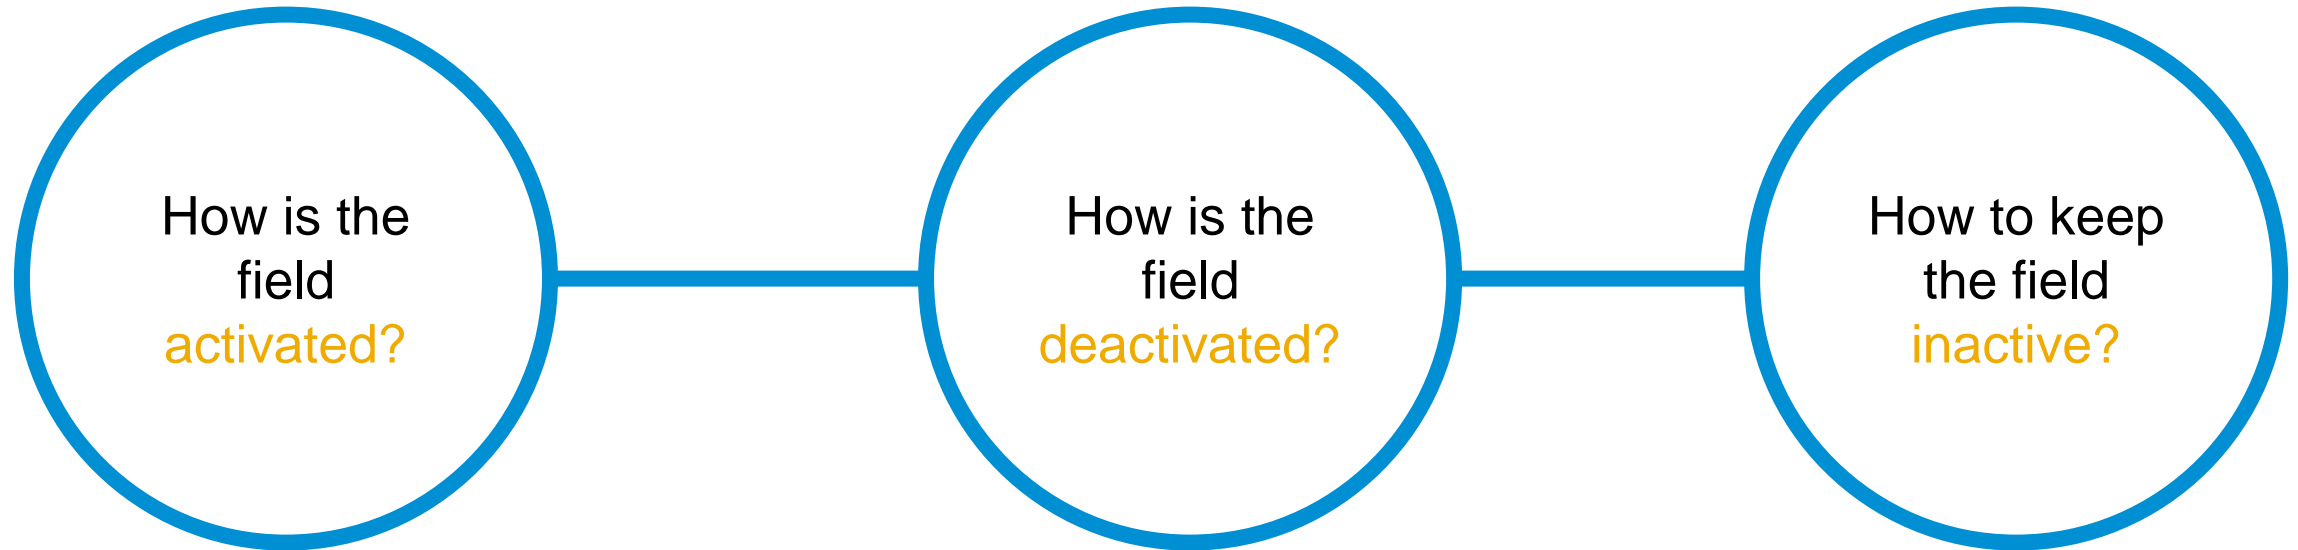 How is the
field
activated?
How is the
field
deactivated?
How to keep
the field
inactive?